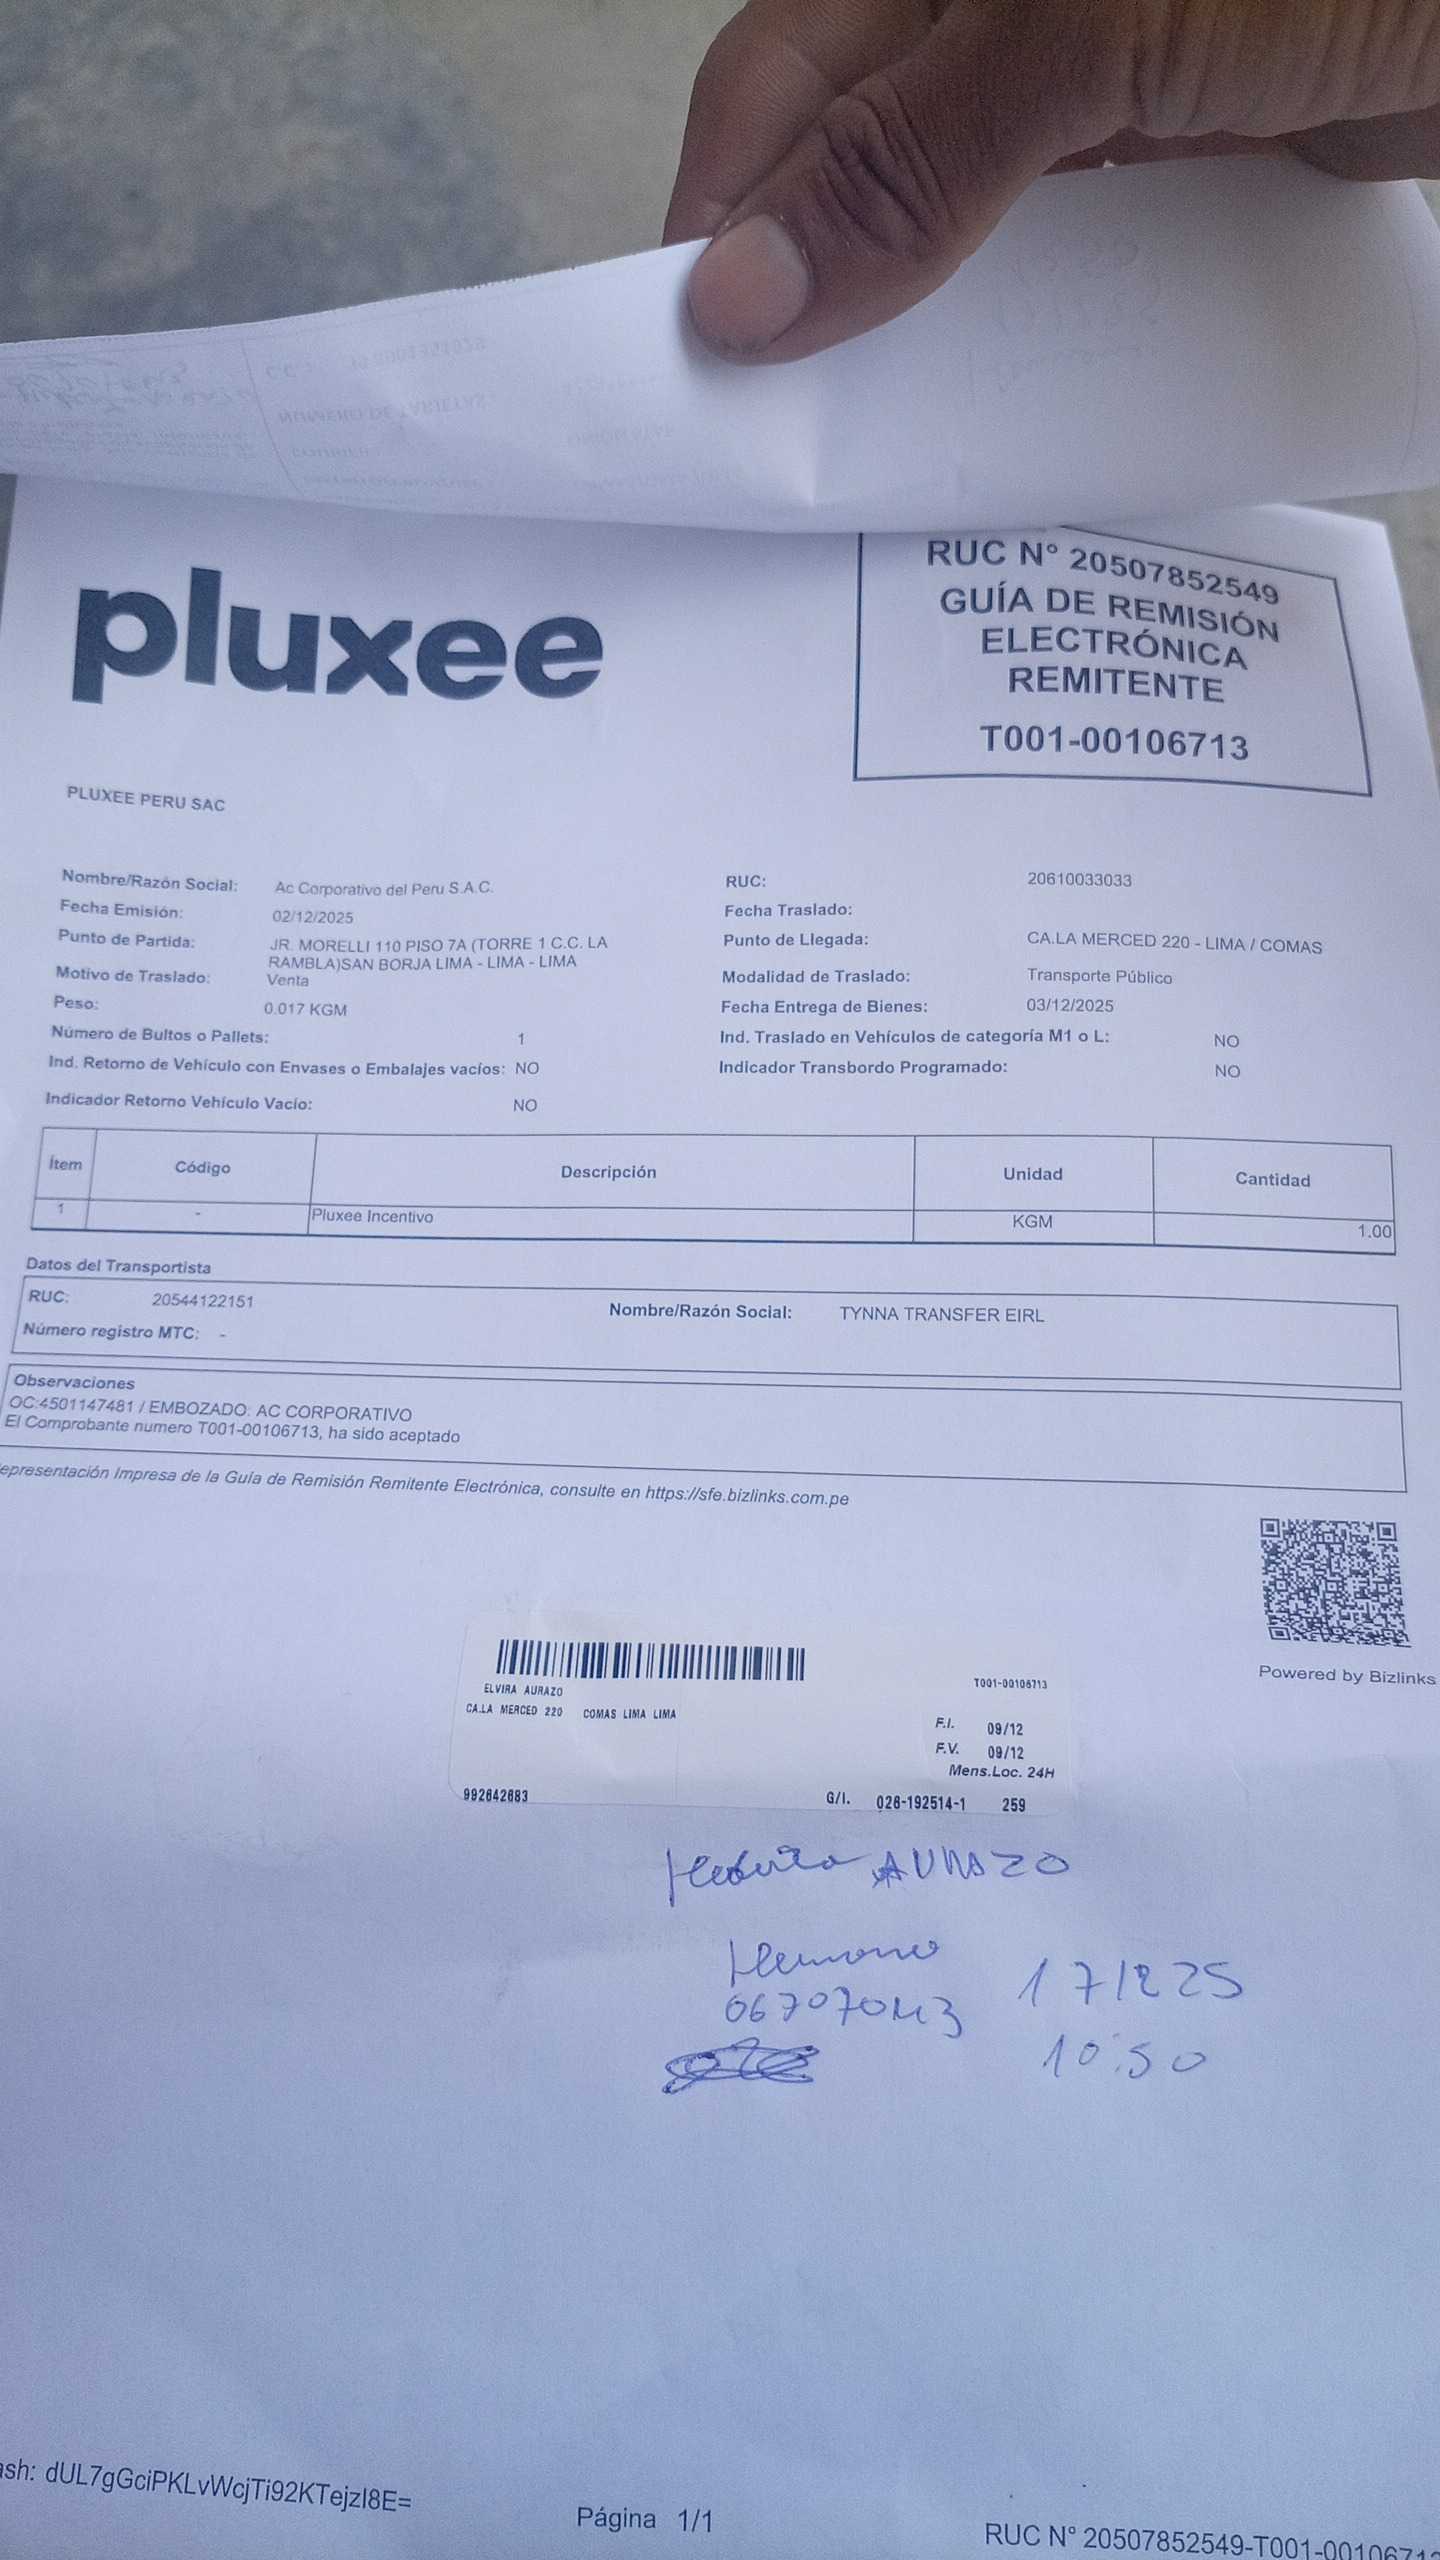 pluxee
RUC N° 20507852549
GUÍA DE REMISIÓN
ELECTRÓNICA
REMITENTE
T001-00106713
PLUXEE PERU SAC
Nombre/Razón Social: Ac Corporativo del Peru S.A.C.
RUC: 20610033033
Fecha Emisión: 02/12/2025
Fecha Traslado:
Punto de Partida: JR. MORELLI 110 PISO 7A (TORRE 1 C.C. LA
RAMBLA)SAN BORJA LIMA - LIMA - LIMA
Punto de Llegada: CA.LA MERCED 220 - LIMA / COMAS
Motivo de Traslado: Venta
Modalidad de Traslado: Transporte Público
Peso: 0.017 KGM
Fecha Entrega de Bienes: 03/12/2025
Número de Bultos o Pallets: 1
Ind. Traslado en Vehículos de categoría M1 o L: NO
Ind. Retorno de Vehículo con Envases o Embalajes vacíos: NO
Indicador Transbordo Programado: NO
Indicador Retorno Vehículo Vacío: NO
Ítem Código Descripción Unidad Cantidad
1 - Pluxee Incentivo KGM 1.00
Datos del Transportista
RUC: 20544122151 Nombre/Razón Social: TYNNA TRANSFER EIRL
Número registro MTC: -
Observaciones
OC:4501147481 / EMBOZADO: AC CORPORATIVO
El Comprobante numero T001-00106713, ha sido aceptado
epresentación Impresa de la Guía de Remisión Remitente Electrónica, consulte en https://sfe.bizlinks.com.pe
Powered by Bizlinks
ELVIRA AURAZO T001-00106713
CA.LA MERCED 220 COMAS LIMA LIMA
F.I. 09/12
F.V. 09/12
Mens.Loc. 24H
992642683 G/I. 026-192514-1 259
AURAZO
17/225
10:50
ash: dUL7gGciPKLvWcjTi92KTejzI8E=
Página 1/1
RUC N° 20507852549-T001-00106713